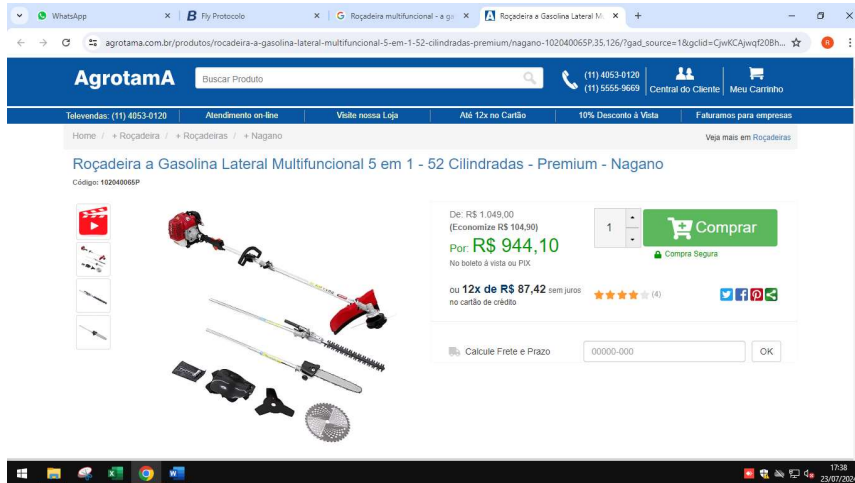 WhatsApp
Fly Protocolo
Roçadeira multifuncional - a ga
Roçadeira a Gasolina Lateral Mu
agrotama.com.br/produtos/rocadeira-a-gasolina-lateral-multifuncional-5-em-1-52-cilindradas-premium/nagano-102040065P,35,126/?gad_source=1&gclid=CjwKCAjwqf20Bh...
R
AgrotamA
Buscar Produto
(11) 4053-0120
(11) 5555-9669
Central do Cliente
Meu Carrinho
Televendas: (11) 4053-0120
Atendimento on-line
Visite nossa Loja
Até 12x no Cartão
10% Desconto à Vista
Faturamos para empresas
Home / + Roçadeira / + Roçadeiras / + Nagano
Veja mais em Roçadeiras
Roçadeira a Gasolina Lateral Multifuncional 5 em 1 - 52 Cilindradas - Premium - Nagano
Código: 102040065P
De: R$ 1.049,00
(Economize R$ 104,90)
Por: R$ 944,10
No boleto à vista ou PIX
1
Comprar
Compra Segura
ou 12x de R$ 87,42 sem juros
no cartão de crédito
(4)
Calcule Frete e Prazo
00000-000
OK
17:38
23/07/202